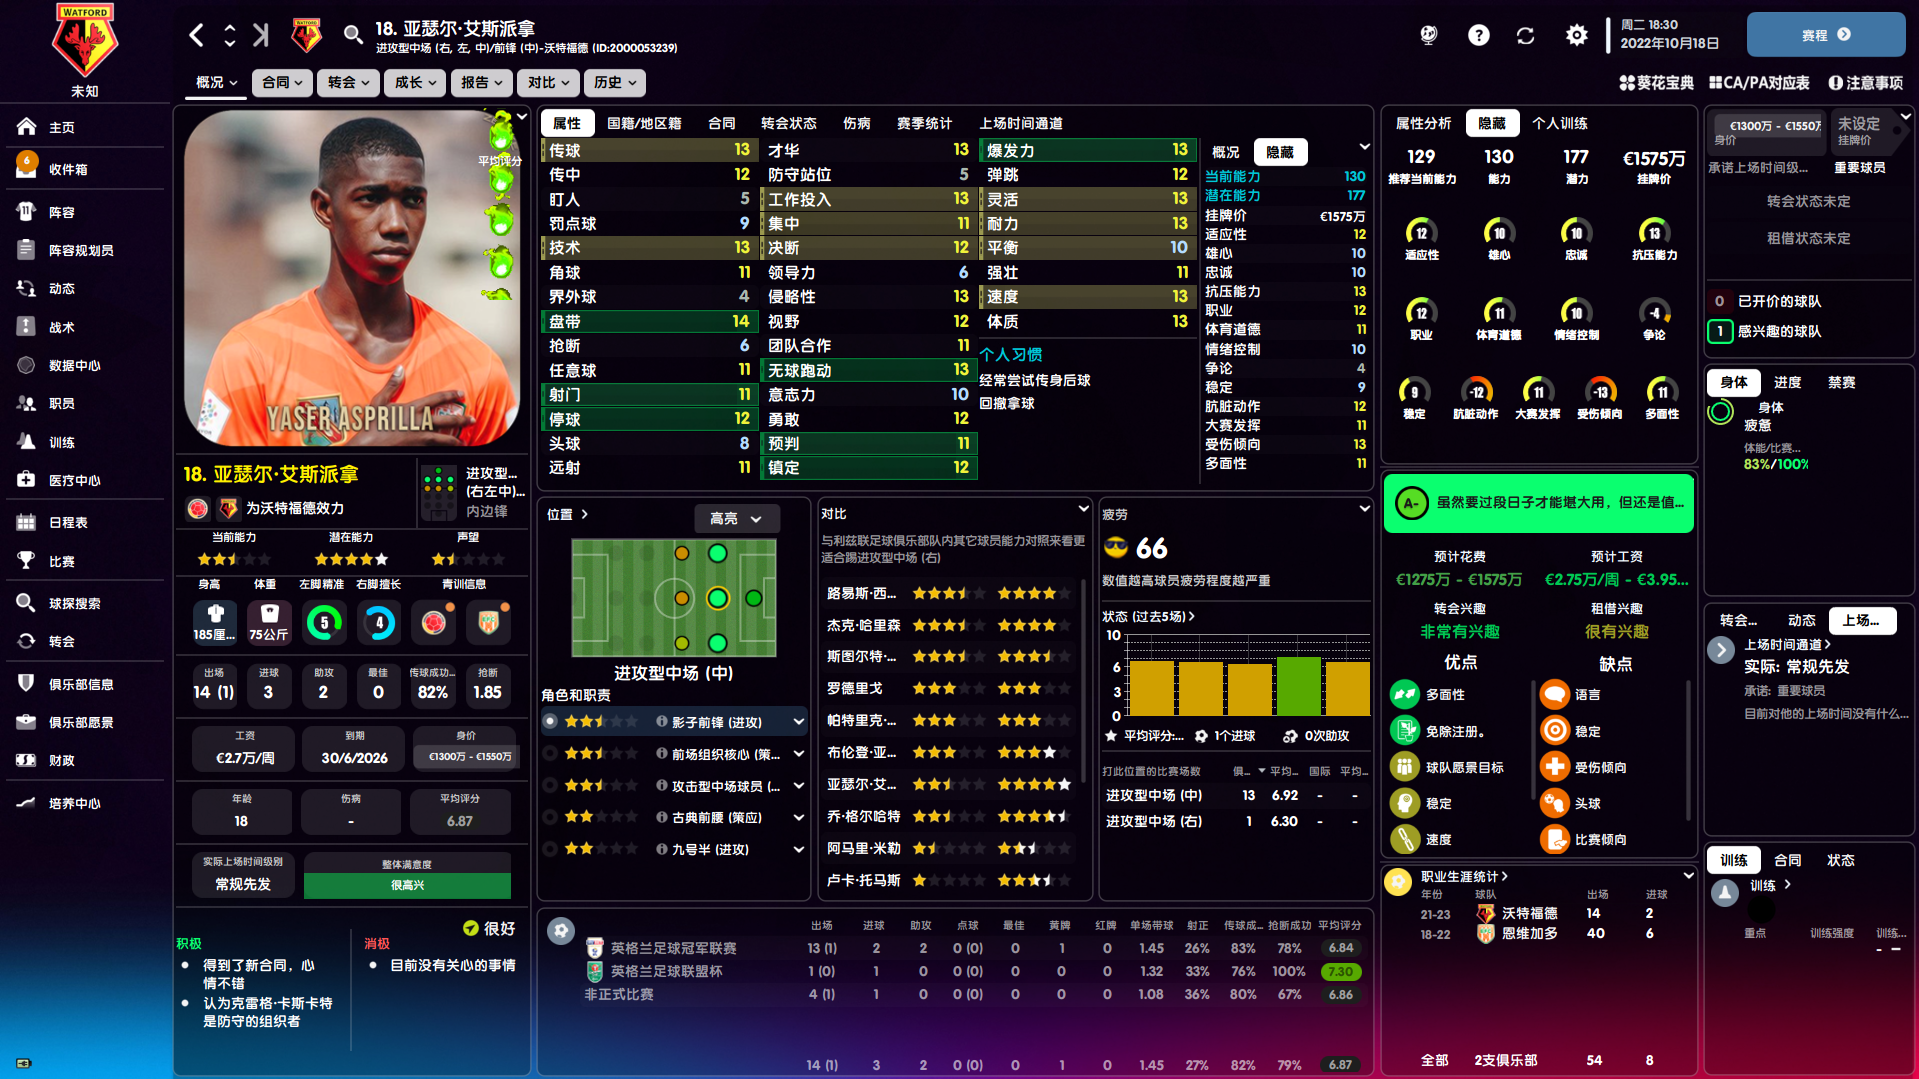 WATFORD
未知
18. 亚瑟尔·艾斯派拿
进攻型中场 (右, 左, 中)/前锋 (中)-沃特福德 (ID:2000053239)
周二 18:30
2022年10月18日
赛程
概况
合同
转会
成长
报告
对比
历史
葵花宝典
CA/PA对应表
注意事项
主页
6
收件箱
阵容
阵容规划员
动态
战术
数据中心
职员
训练
医疗中心
日程表
比赛
球探搜索
转会
俱乐部信息
俱乐部愿景
财政
培养中心
平均评分
YASER ASPRILLA
18. 亚瑟尔·艾斯派拿
为沃特福德效力
进攻型...
(右左中)...
内边锋
当前能力 潜在能力 声望
身高 体重 左脚精准 右脚擅长 青训信息
185厘... 75公斤 5 4
出场 进球 助攻 最佳 传球成功... 抢断
14 (1) 3 2 0 82% 1.85
工资 到期 身价
€2.7万/周 30/6/2026 €1300万 - €1550万
年龄 伤病 平均评分
18 - 6.87
实际上场时间级别 整体满意度
常规先发 很高兴
很好
积极 消极
得到了新合同，心情不错
认为克雷格·卡斯卡特是防守的组织者
目前没有关心的事情
属性 国籍/地区籍 合同 转会状态 伤病 赛季统计 上场时间通道
传球 13 才华 13 爆发力 13
传中 12 防守站位 5 弹跳 12
盯人 5 工作投入 13 灵活 13
罚点球 9 集中 11 耐力 13
技术 13 决断 12 平衡 10
角球 11 领导力 6 强壮 11
界外球 4 侵略性 13 速度 13
盘带 14 视野 12 体质 13
抢断 6 团队合作 11
任意球 11 无球跑动 13
射门 11 意志力 10
停球 12 勇敢 12
头球 8 预判 11
远射 11 镇定 12
个人习惯
经常尝试传身后球
回撤拿球
概况 隐藏
当前能力 130
潜在能力 177
挂牌价 €1575万
适应性 12
雄心 10
忠诚 10
抗压能力 13
职业 12
体育道德 11
情绪控制 10
争论 4
稳定 9
肮脏动作 12
大赛发挥 11
受伤倾向 13
多面性 11
位置
高亮
进攻型中场 (中)
角色和职责
影子前锋 (进攻)
前场组织核心 (策...
攻击型中场球员 (...
古典前腰 (策应)
九号半 (进攻)
对比
与利兹联足球俱乐部队内其它球员能力对照来看更适合踢进攻型中场 (右)
路易斯·西...
杰克·哈里森
斯图尔特·...
罗德里戈
帕特里克·...
布伦登·亚...
亚瑟尔·艾...
乔·格尔哈特
阿马里·米勒
卢卡·托马斯
疲劳
66
数值越高球员疲劳程度越严重
状态 (过去5场)
10
6
3
0
平均评分:... 1个进球 0次助攻
打此位置的比赛场数 俱... 平均... 国际 平均...
进攻型中场 (中) 13 6.92 - -
进攻型中场 (右) 1 6.30 - -
出场 进球 助攻 点球 最佳 黄牌 红牌 单场带球 射正 传球成... 抢断成功 平均评分
英格兰足球冠军联赛 13 (1) 2 2 0 (0) 0 1 0 1.45 26% 83% 78% 6.84
英格兰足球联盟杯 1 (0) 1 0 0 (0) 0 0 0 1.32 33% 76% 100% 7.30
非正式比赛 4 (1) 1 0 0 (0) 0 0 0 1.08 36% 80% 67% 6.86
14 (1) 3 2 0 (0) 0 1 0 1.45 27% 82% 79% 6.87
属性分析 隐藏 个人训练
129 130 177 €1575万
推荐当前能力 能力 潜力 挂牌价
12 10 10 13
适应性 雄心 忠诚 抗压能力
12 11 10 -4
职业 体育道德 情绪控制 争论
9 -12 11 -13 11
稳定 肮脏动作 大赛发挥 受伤倾向 多面性
A- 虽然要过段日子才能堪大用，但还是值...
预计花费 预计工资
€1275万 - €1575万 €2.75万/周 - €3.95...
转会兴趣 租借兴趣
非常有兴趣 很有兴趣
优点 缺点
多面性 语言
免除注册。 稳定
球队愿景目标 受伤倾向
稳定 头球
速度 比赛倾向
职业生涯统计
年份 球队 出场 进球
21-23 沃特福德 14 2
18-22 恩维加多 40 6
全部 2支俱乐部 54 8
€1300万 - €1550万
身价
未设定
挂牌价
承诺上场时间级... 重要球员
转会状态未定
租借状态未定
0 已开价的球队
1 感兴趣的球队
身体 进度 禁赛
身体
疲惫
体能/比赛...
83%/100%
转会... 动态 上场...
上场时间通道
实际: 常规先发
承诺: 重要球员
目前对他的上场时间没有什么...
训练 合同 状态
训练
重点 训练强度 训练...
- -